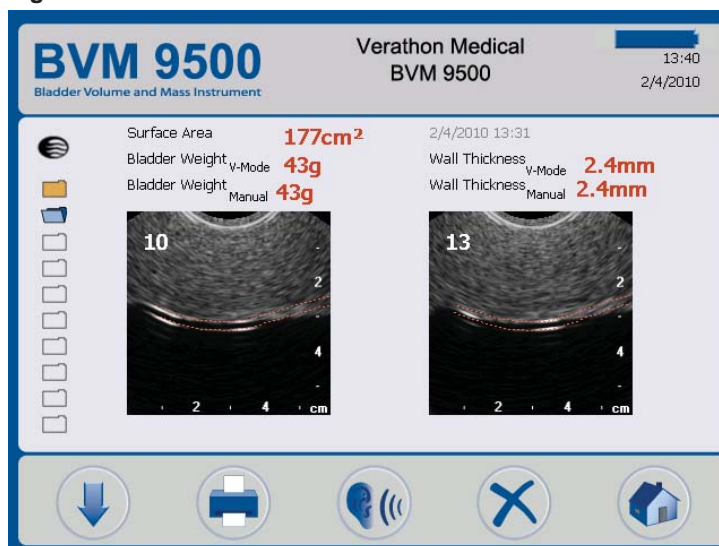 BVM 9500
Bladder Volume and Mass Instrument
Verathon Medical
BVM 9500
13:40
2/4/2010
Surface Area 177cm²
Bladder Weight V-Mode 43g
Bladder Weight Manual 43g
2/4/2010 13:31
Wall Thickness V-Mode 2.4mm
Wall Thickness Manual 2.4mm
10
2
4
2 4 cm
13
2
4
2 4 cm